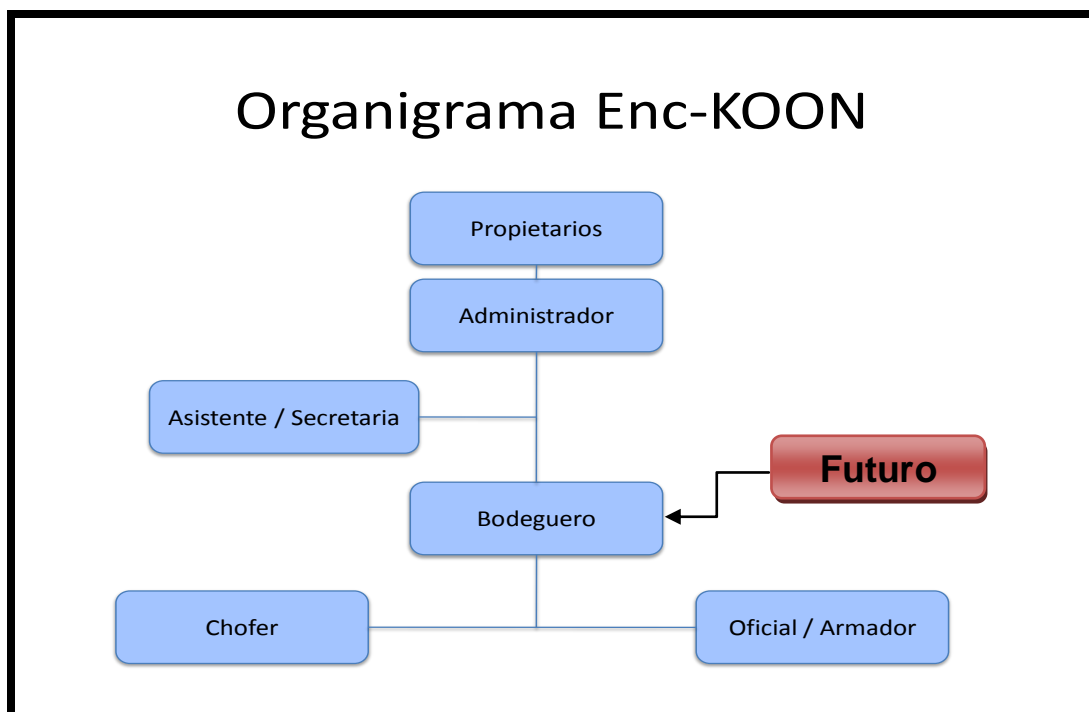 Organigrama Enc-KOON
Propietarios
Administrador
Asistente / Secretaria
Futuro
Bodeguero
Chofer
Oficial / Armador